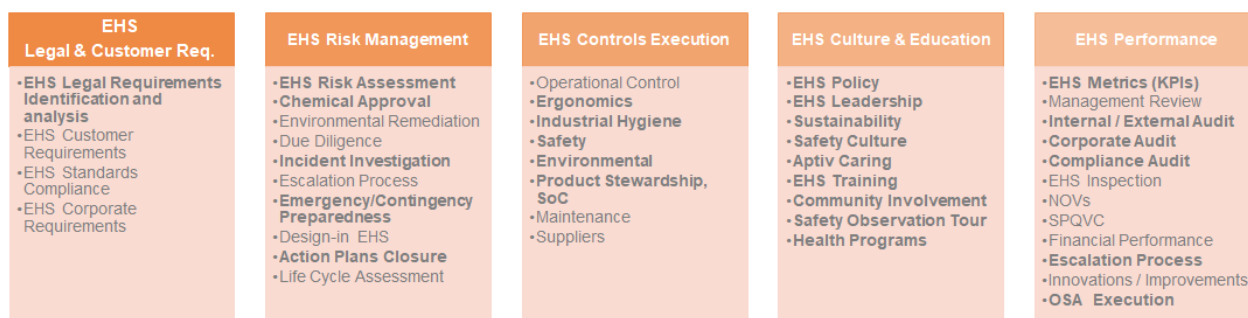 EHS
Legal & Customer Req.
•EHS Legal Requirements
Identification and
analysis
•EHS Customer
Requirements
•EHS Standards
Compliance
•EHS Corporate
Requirements
EHS Risk Management
•EHS Risk Assessment
•Chemical Approval
•Environmental Remediation
•Due Diligence
•Incident Investigation
•Escalation Process
•Emergency/Contingency
Preparedness
•Design-in EHS
•Action Plans Closure
•Life Cycle Assessment
EHS Controls Execution
•Operational Control
•Ergonomics
•Industrial Hygiene
•Safety
•Environmental
•Product Stewardship,
SoC
•Maintenance
•Suppliers
EHS Culture & Education
•EHS Policy
•EHS Leadership
•Sustainability
•Safety Culture
•Aptiv Caring
•EHS Training
•Community Involvement
•Safety Observation Tour
•Health Programs
EHS Performance
•EHS Metrics (KPIs)
•Management Review
•Internal / External Audit
•Corporate Audit
•Compliance Audit
•EHS Inspection
•NOVs
•SPQVC
•Financial Performance
•Escalation Process
•Innovations / Improvements
•OSA Execution